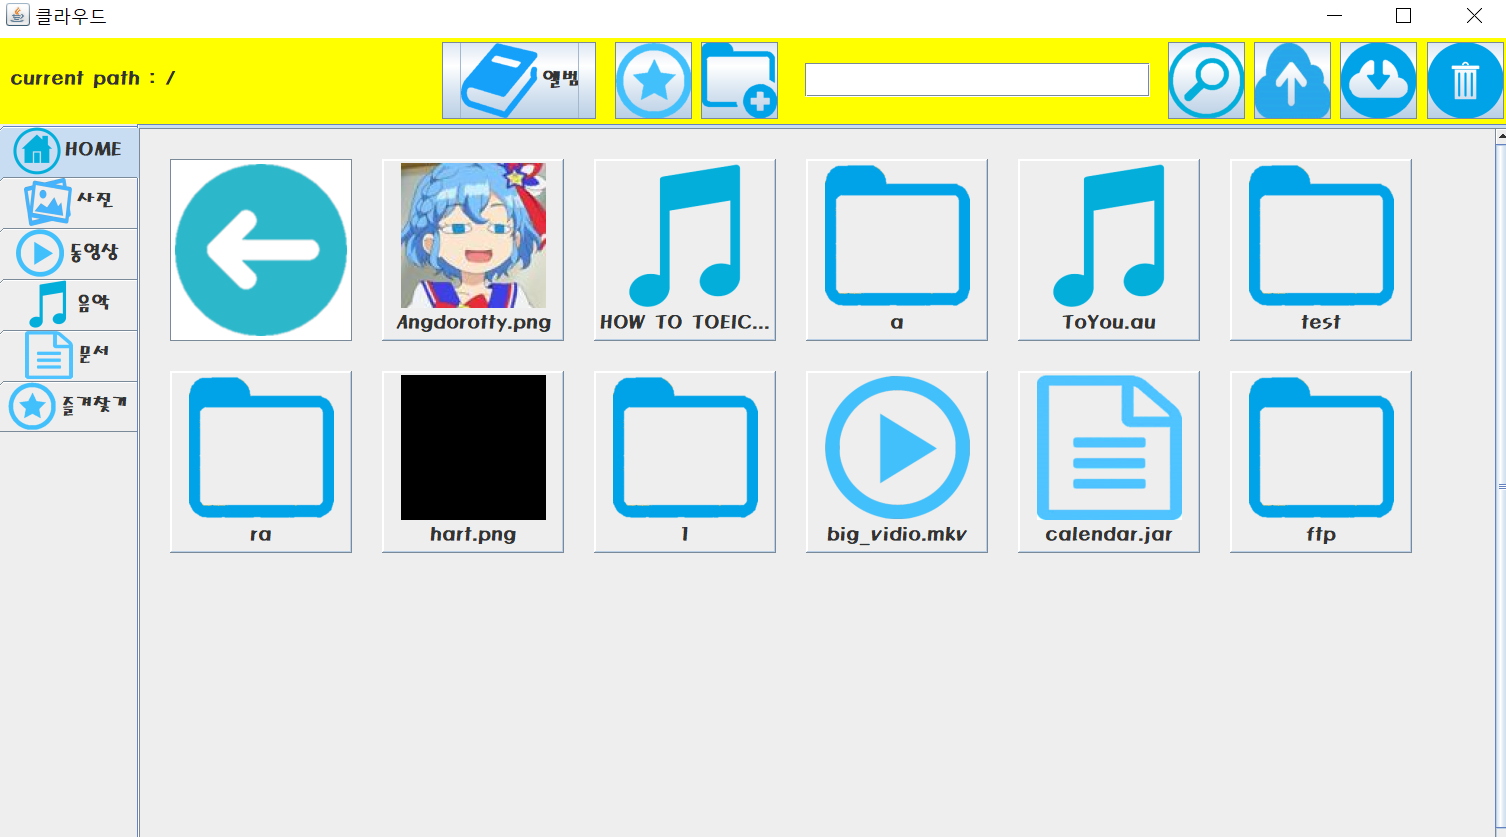 클라우드
current path : /
앨범
HOME
사진
동영상
음악
문서
즐겨찾기
Angdorotty.png
HOW TO TOEIC...
a
ToYou.au
test
ra
hart.png
1
big_vidio.mkv
calendar.jar
ftp